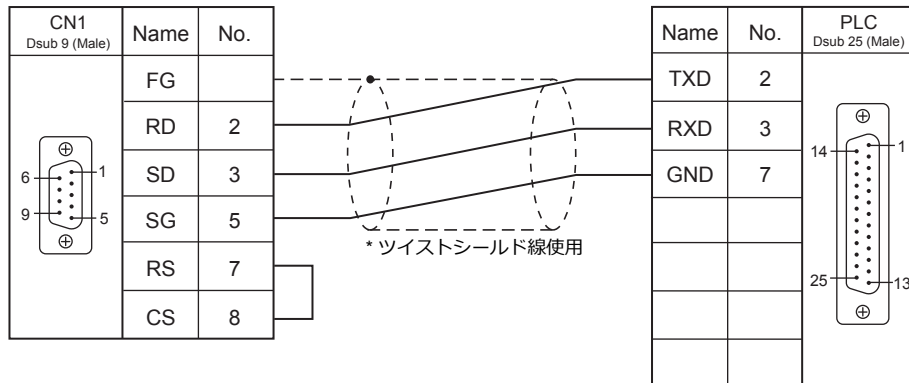 CN1
Dsub 9 (Male)
Name
No.
FG
RD
2
SD
3
SG
5
RS
7
CS
8
6
1
9
5
* ツイストシールド線使用
Name
No.
PLC
Dsub 25 (Male)
TXD
2
RXD
3
GND
7
14
1
25
13